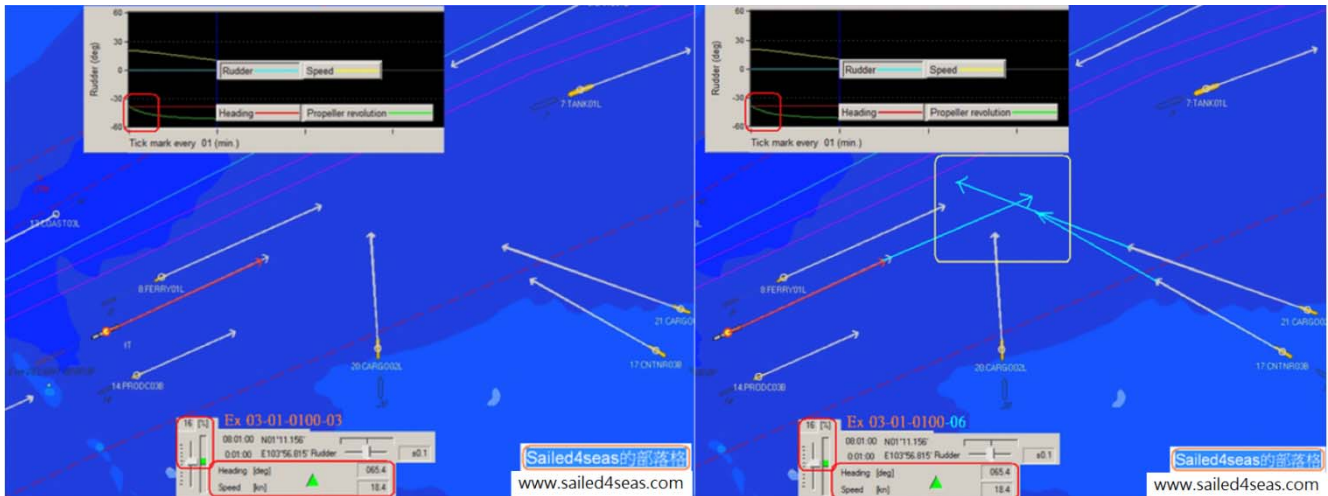 60
30
Rudder (deg)
0
-30
-60
Rudder
Speed
Heading
Propeller revolution
Tick mark every 01 (min.)
7:TANK01L
13:COAST03L
8:FERRY01L
IT
14:PRODC03B
20:CARGO02L
21:CARGO
17:CNTNR03B
Ex 03-01-0100-03
16 [%]
08:01:00 N01°11.156'
0:01:00 E103°56.815' Rudder
s0.1
Heading [deg] 065.4
Speed [kn] 18.4
Sailed4seas的部落格
www.sailed4seas.com
60
30
Rudder (deg)
0
-30
-60
Rudder
Speed
Heading
Propeller revolution
Tick mark every 01 (min.)
7:TANK01L
8:FERRY01L
IT
14:PRODC03B
20:CARGO02L
21:CARGO0
17:CNTNR03B
Ex 03-01-0100-06
16 [%]
08:01:00 N01°11.156'
0:01:00 E103°56.815' Rudder
s0.1
Heading [deg] 065.4
Speed [kn] 18.4
Sailed4seas的部落格
www.sailed4seas.com